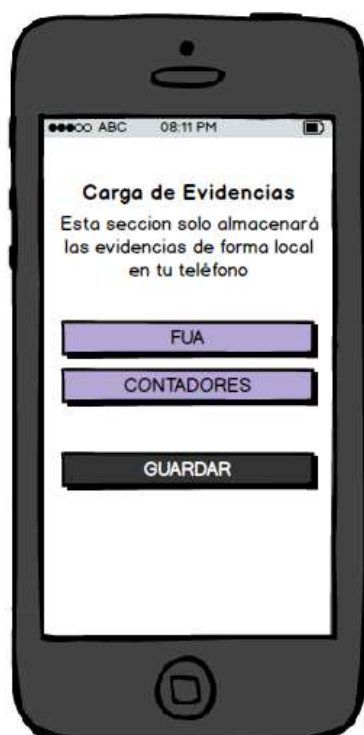 ABC 08:11 PM
Carga de Evidencias
Esta seccion solo almacenará
las evidencias de forma local
en tu teléfono
FUA
CONTADORES
GUARDAR